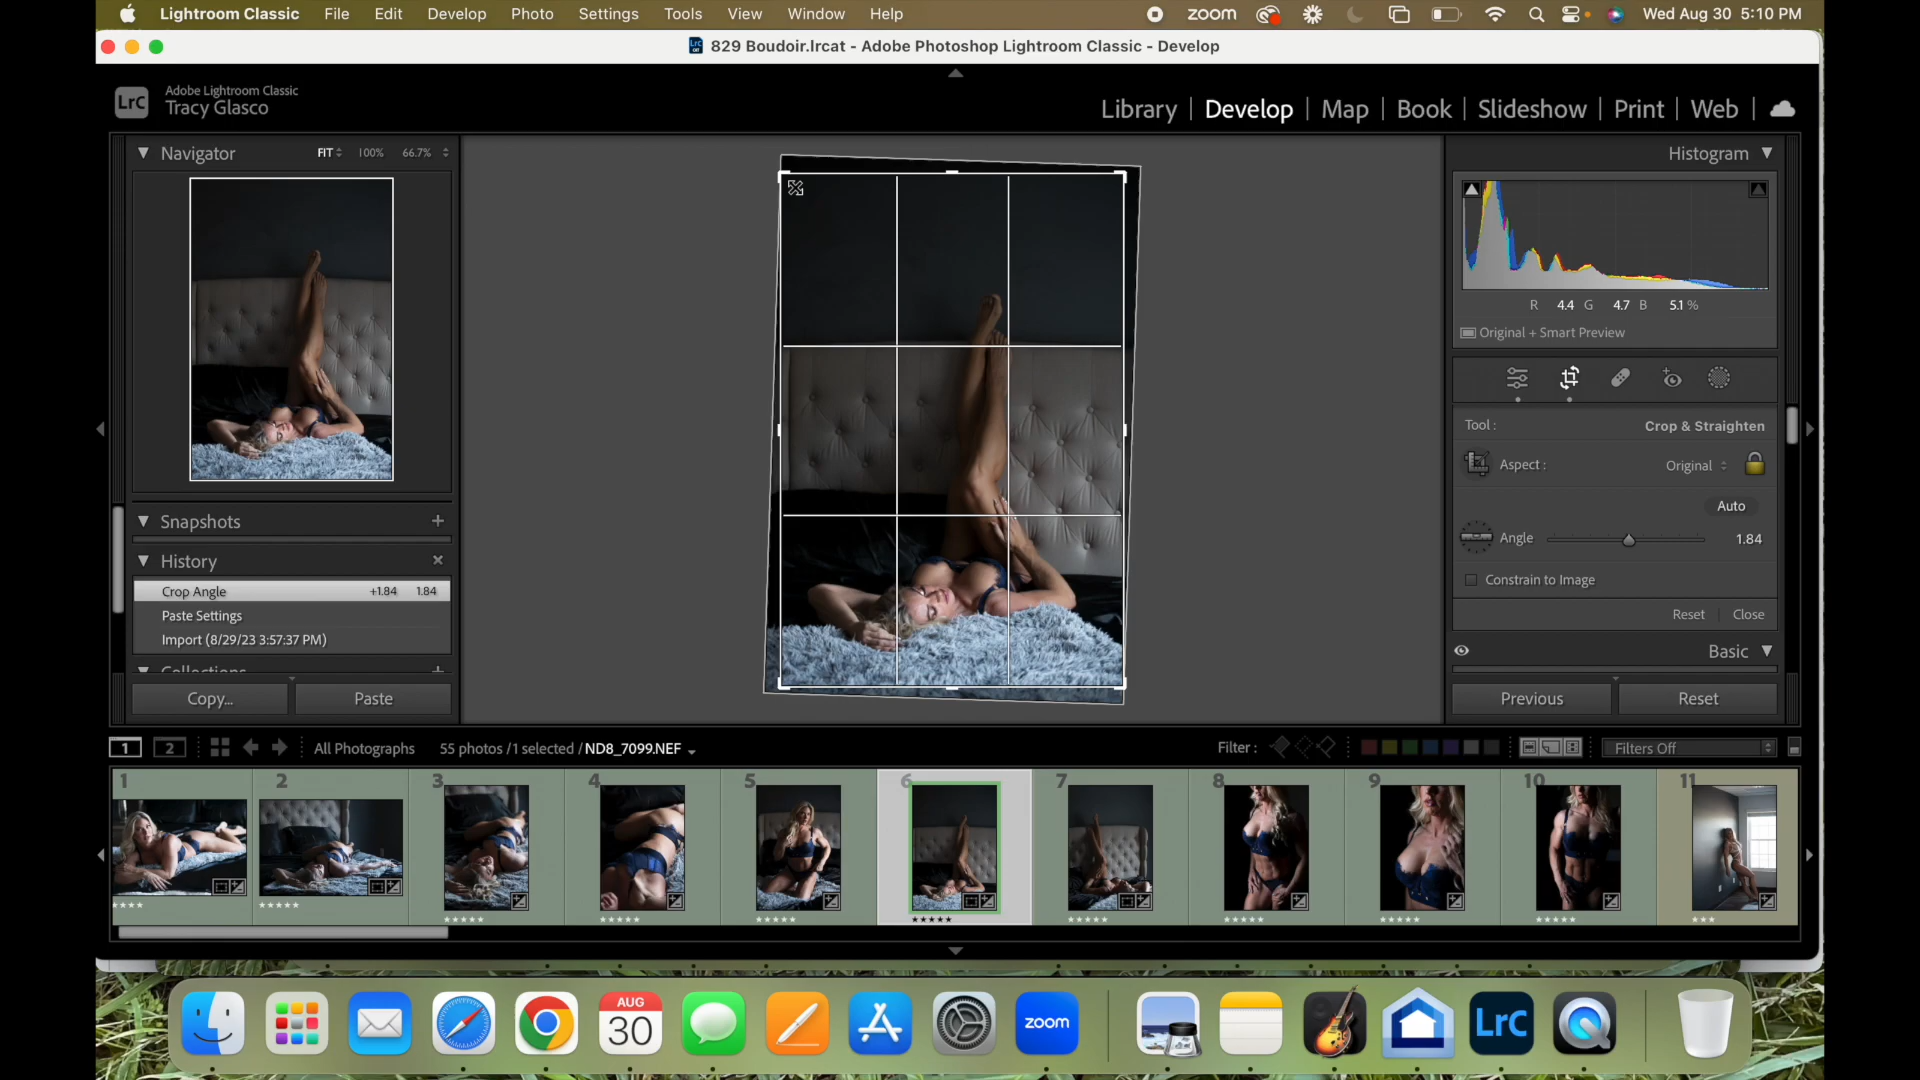 Lightroom Classic File Edit Develop Photo Settings Tools View Window Help zoom Wed Aug 30 5:10 PM
829 Boudoir.lrcat - Adobe Photoshop Lightroom Classic - Develop
LrC Adobe Lightroom Classic
Tracy Glasco
Library | Develop | Map | Book | Slideshow | Print | Web
Navigator FIT 100% 66.7%
Snapshots
History
Crop Angle +1.84 1.84
Paste Settings
Import (8/29/23 3:57:37 PM)
Collections
Copy... Paste
Histogram
R 4.4 G 4.7 B 5.1 %
Original + Smart Preview
Tool : Crop & Straighten
Aspect : Original
Auto
Angle 1.84
Constrain to Image
Reset Close
Basic
Previous Reset
1 2 All Photographs 55 photos / 1 selected / ND8_7099.NEF Filter : Filters Off
1 2 3 4 5 6 7 8 9 10 11
AUG
30
zoom
LrC